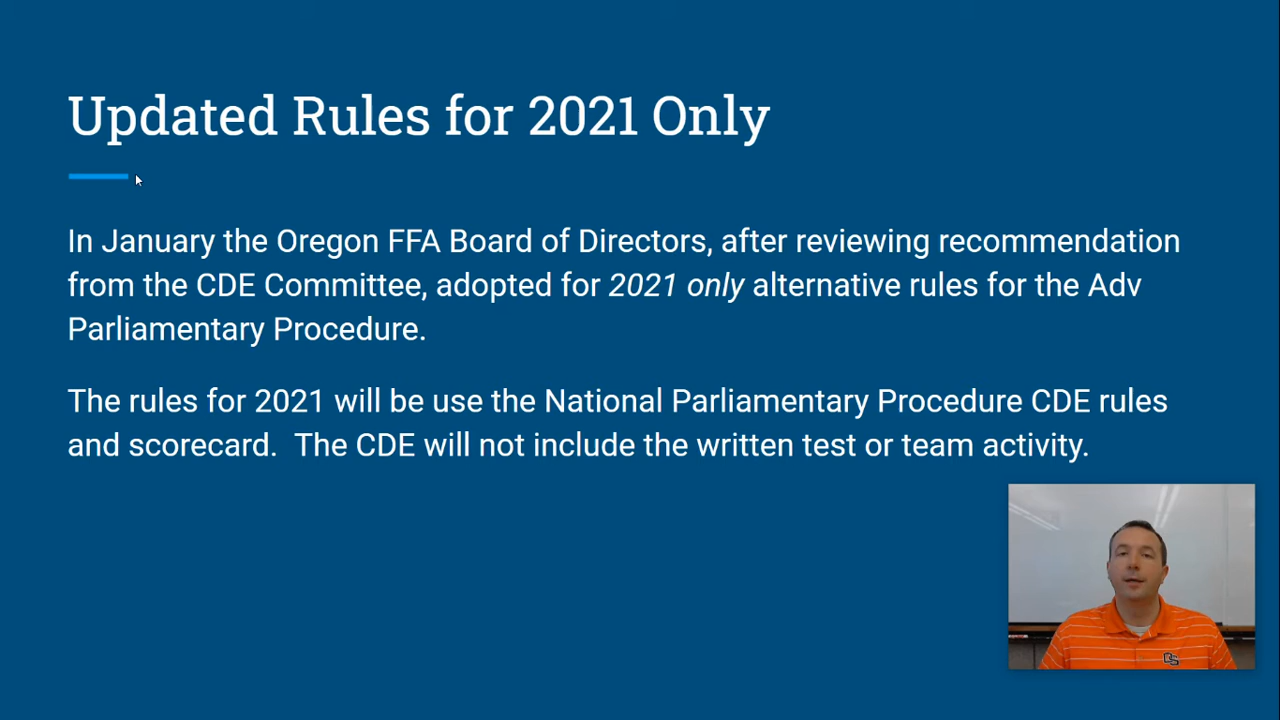 Updated Rules for 2021 Only
In January the Oregon FFA Board of Directors, after reviewing recommendation
from the CDE Committee, adopted for 2021 only alternative rules for the Adv
Parliamentary Procedure.
The rules for 2021 will be use the National Parliamentary Procedure CDE rules
and scorecard. The CDE will not include the written test or team activity.